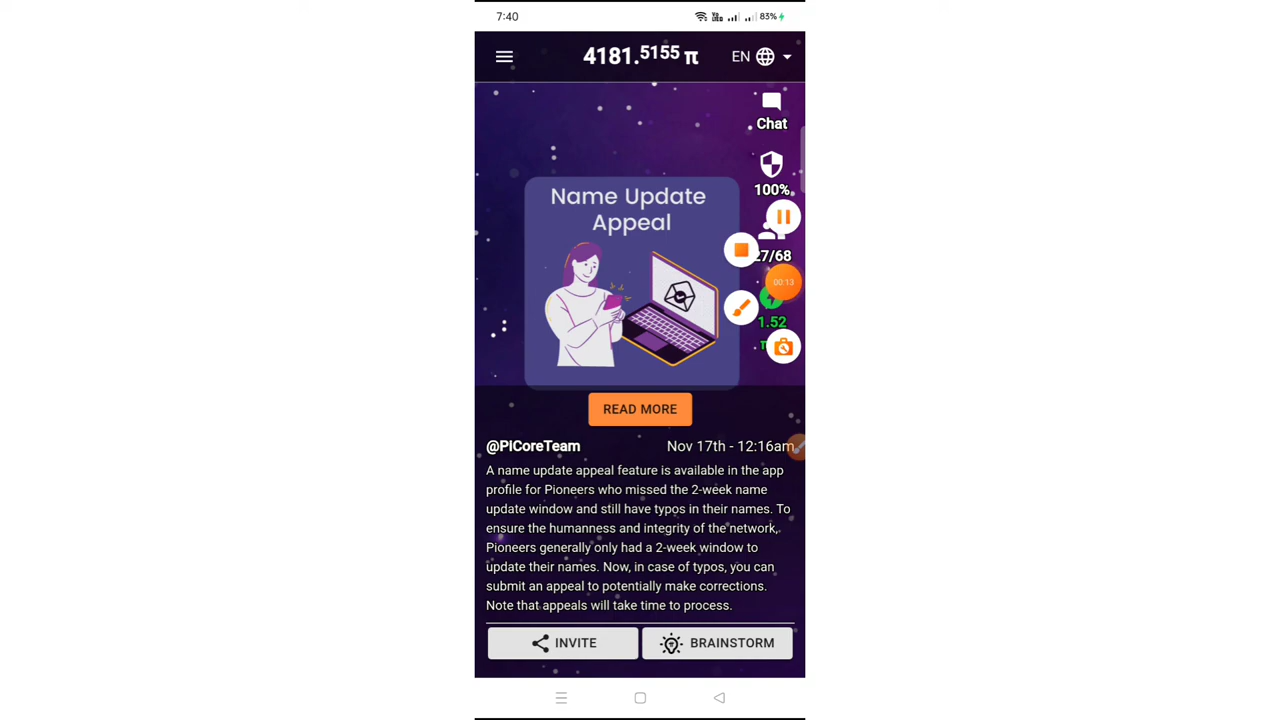 7:40
83%
4181.5155 π
EN
Chat
100%
27/68
00:13
1.52
Name Update
Appeal
READ MORE
@PiCoreTeam
Nov 17th - 12:16am
A name update appeal feature is available in the app
profile for Pioneers who missed the 2-week name
update window and still have typos in their names. To
ensure the humanness and integrity of the network,
Pioneers generally only had a 2-week window to
update their names. Now, in case of typos, you can
submit an appeal to potentially make corrections.
Note that appeals will take time to process.
INVITE
BRAINSTORM